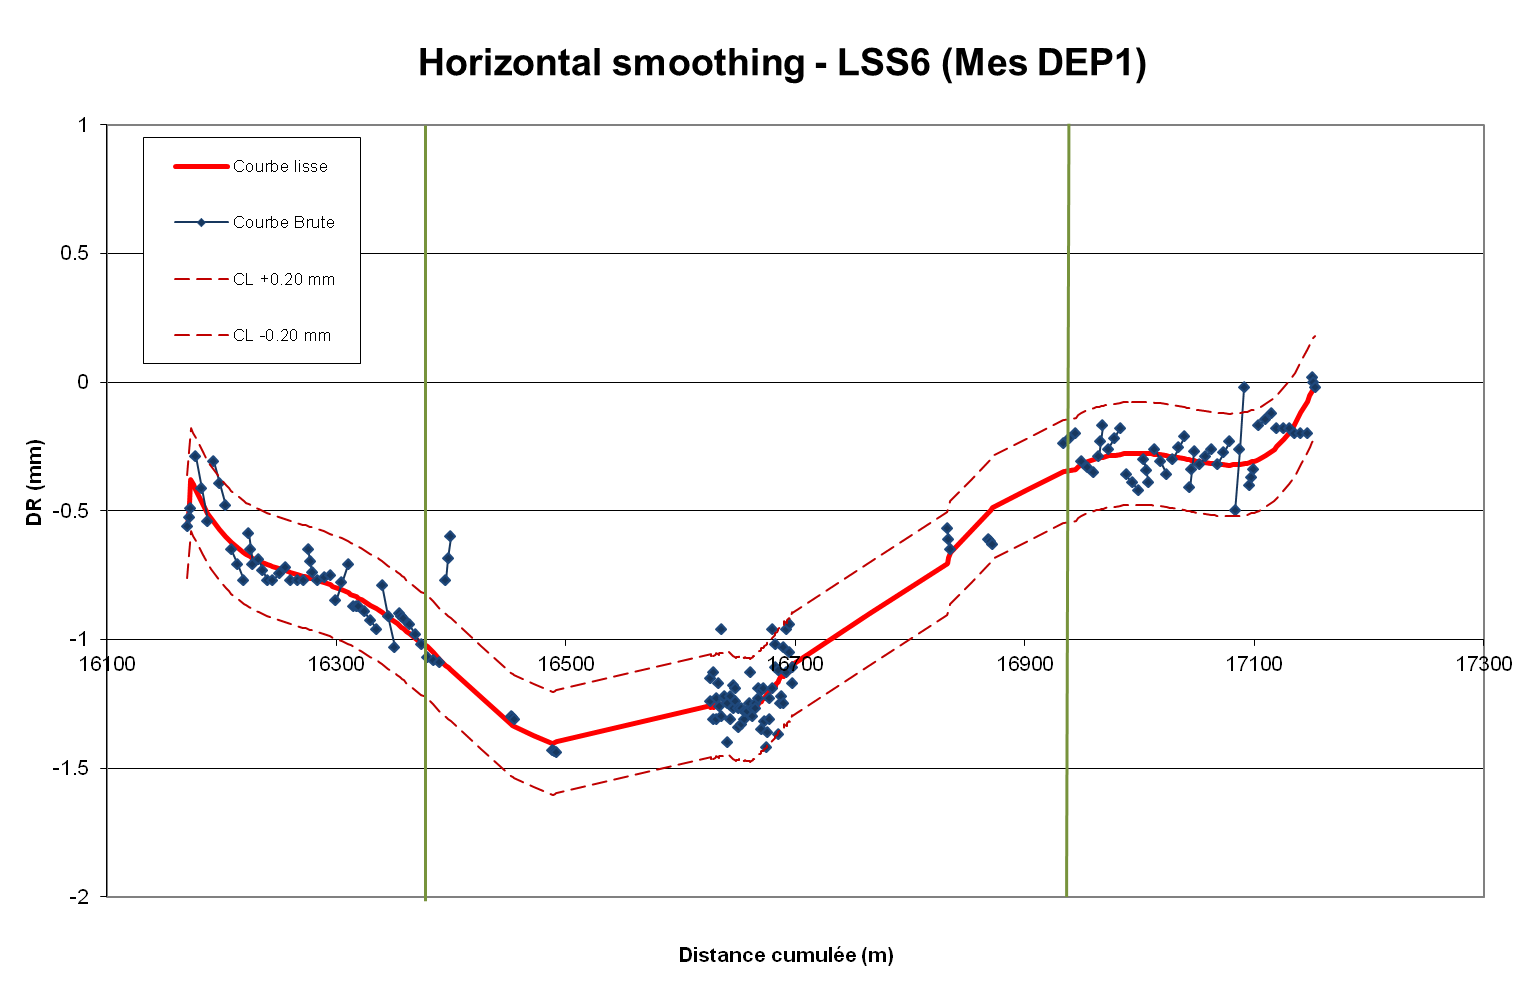 Horizontal smoothing - LSS6 (Mes DEP1)
1
Courbe lisse
Courbe Brute
0.5
CL +0.20 mm
CL -0.20 mm
0
DR (mm)
-0.5
-1
16100 16300 16500 16700 16900 17100 17300
-1.5
-2
Distance cumulée (m)